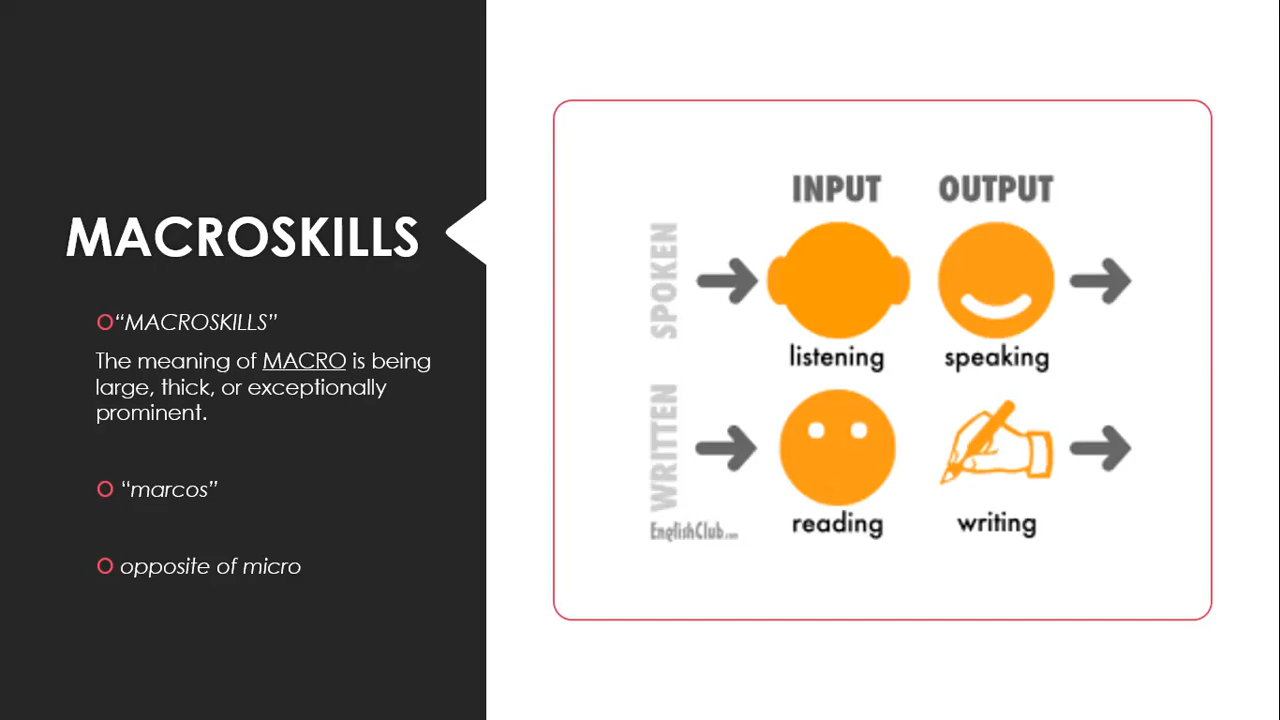 MACROSKILLS
O“MACROSKILLS”
The meaning of MACRO is being
large, thick, or exceptionally
prominent.
O “marcos”
O opposite of micro
INPUT OUTPUT
SPOKEN
listening speaking
WRITTEN
reading writing
EnglishClub.com